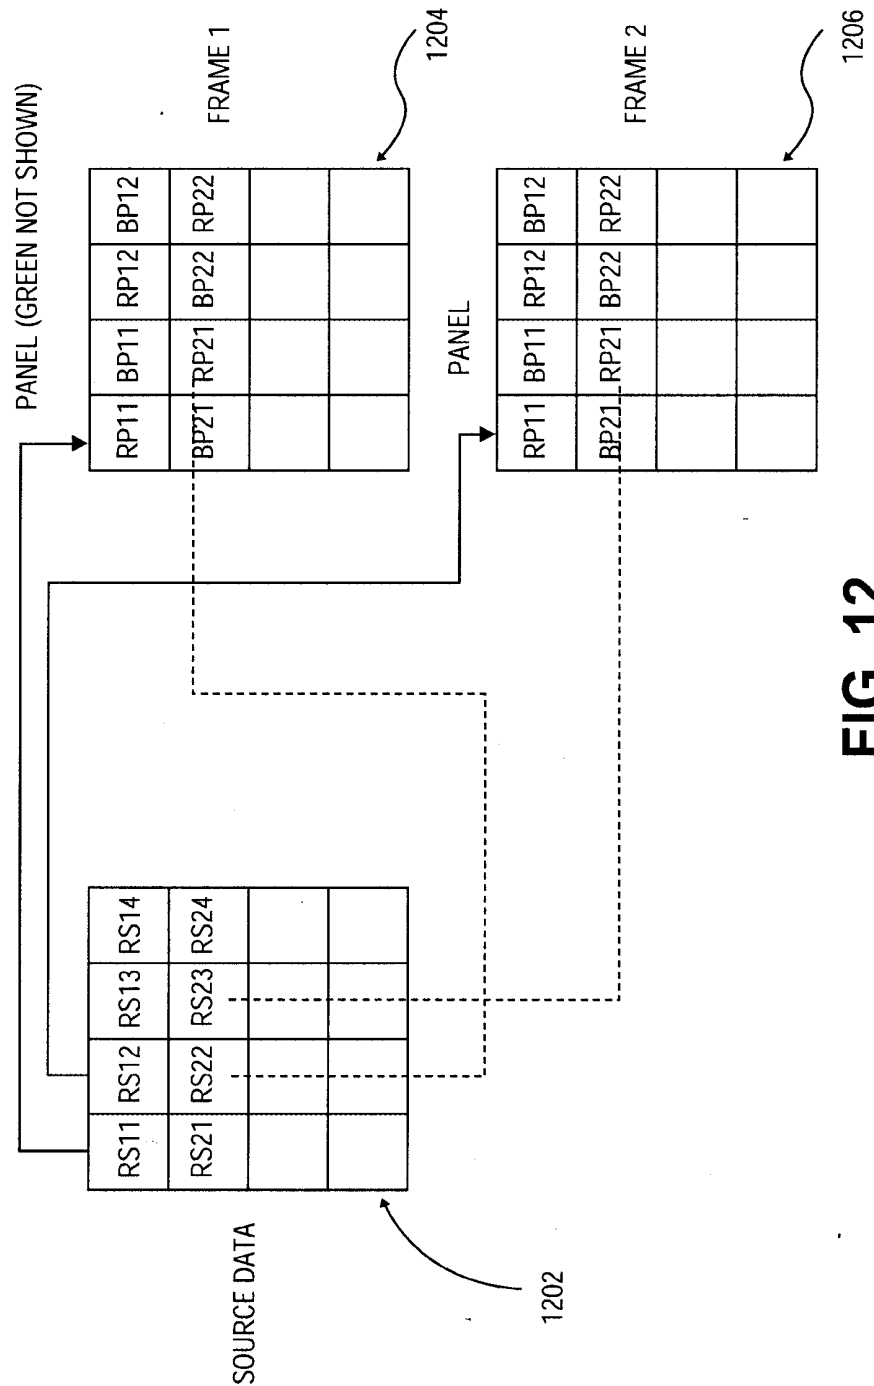 PANEL (GREEN NOT SHOWN)
RS11 RS12 RS13 RS14
RS21 RS22 RS23 RS24
SOURCE DATA
1202
RP11 BP11 RP12 BP12
BP21 RP21 BP22 RP22
FRAME 1
1204
PANEL
RP11 BP11 RP12 BP12
BP21 RP21 BP22 RP22
FRAME 2
1206
FIG. 12